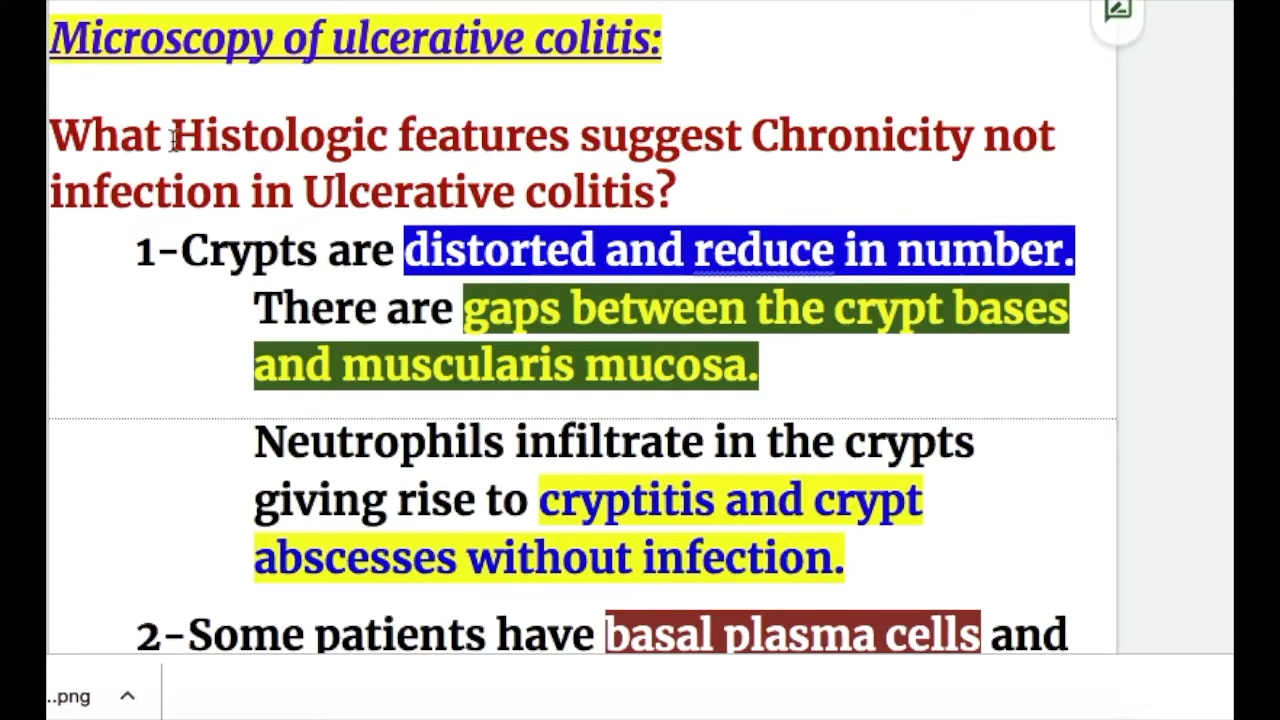 Microscopy of ulcerative colitis:
What Histologic features suggest Chronicity not
infection in Ulcerative colitis?
1-Crypts are distorted and reduce in number.
There are gaps between the crypt bases
and muscularis mucosa.
Neutrophils infiltrate in the crypts
giving rise to cryptitis and crypt
abscesses without infection.
2-Some patients have basal plasma cells and
..png